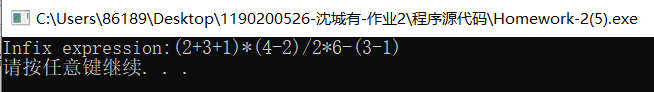 C:\Users\86189\Desktop\1190200526-沈城有-作业2\程序源代码\Homework-2(5).exe
Infix expression:(2+3+1)*(4-2)/2*6-(3-1)
请按任意键继续. . .